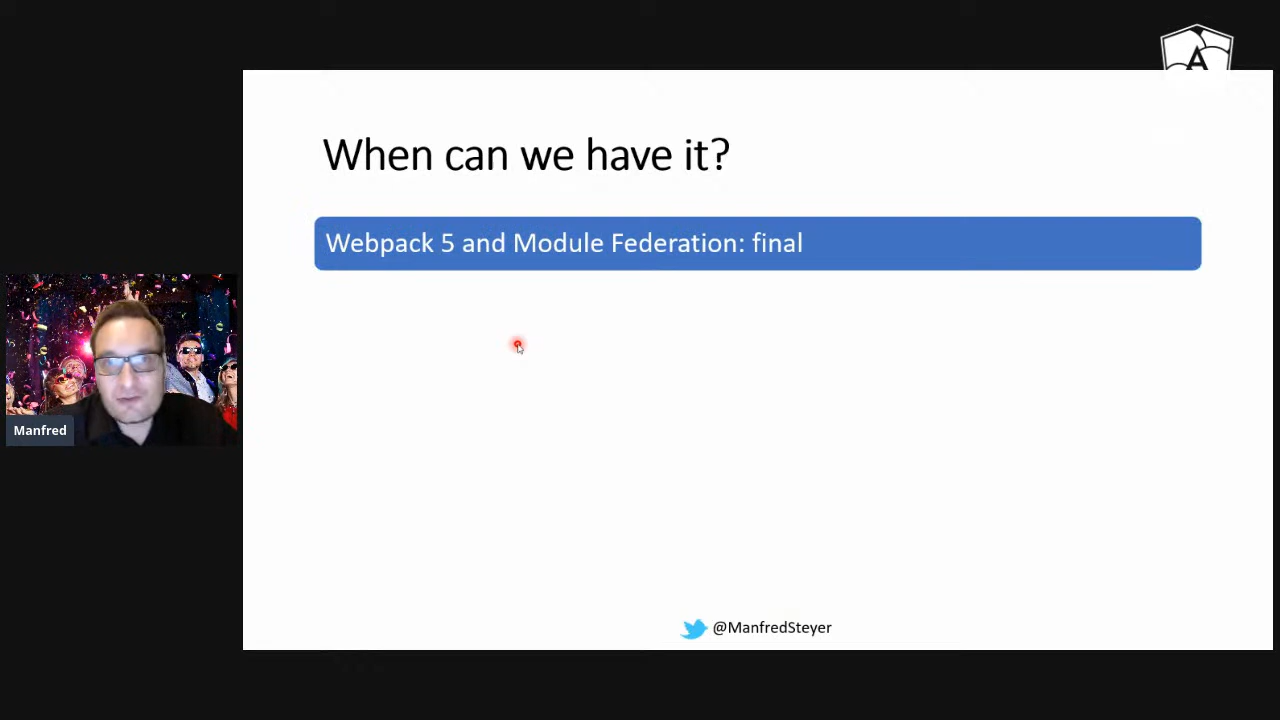 A
When can we have it?
Webpack 5 and Module Federation: final
Manfred
@ManfredSteyer